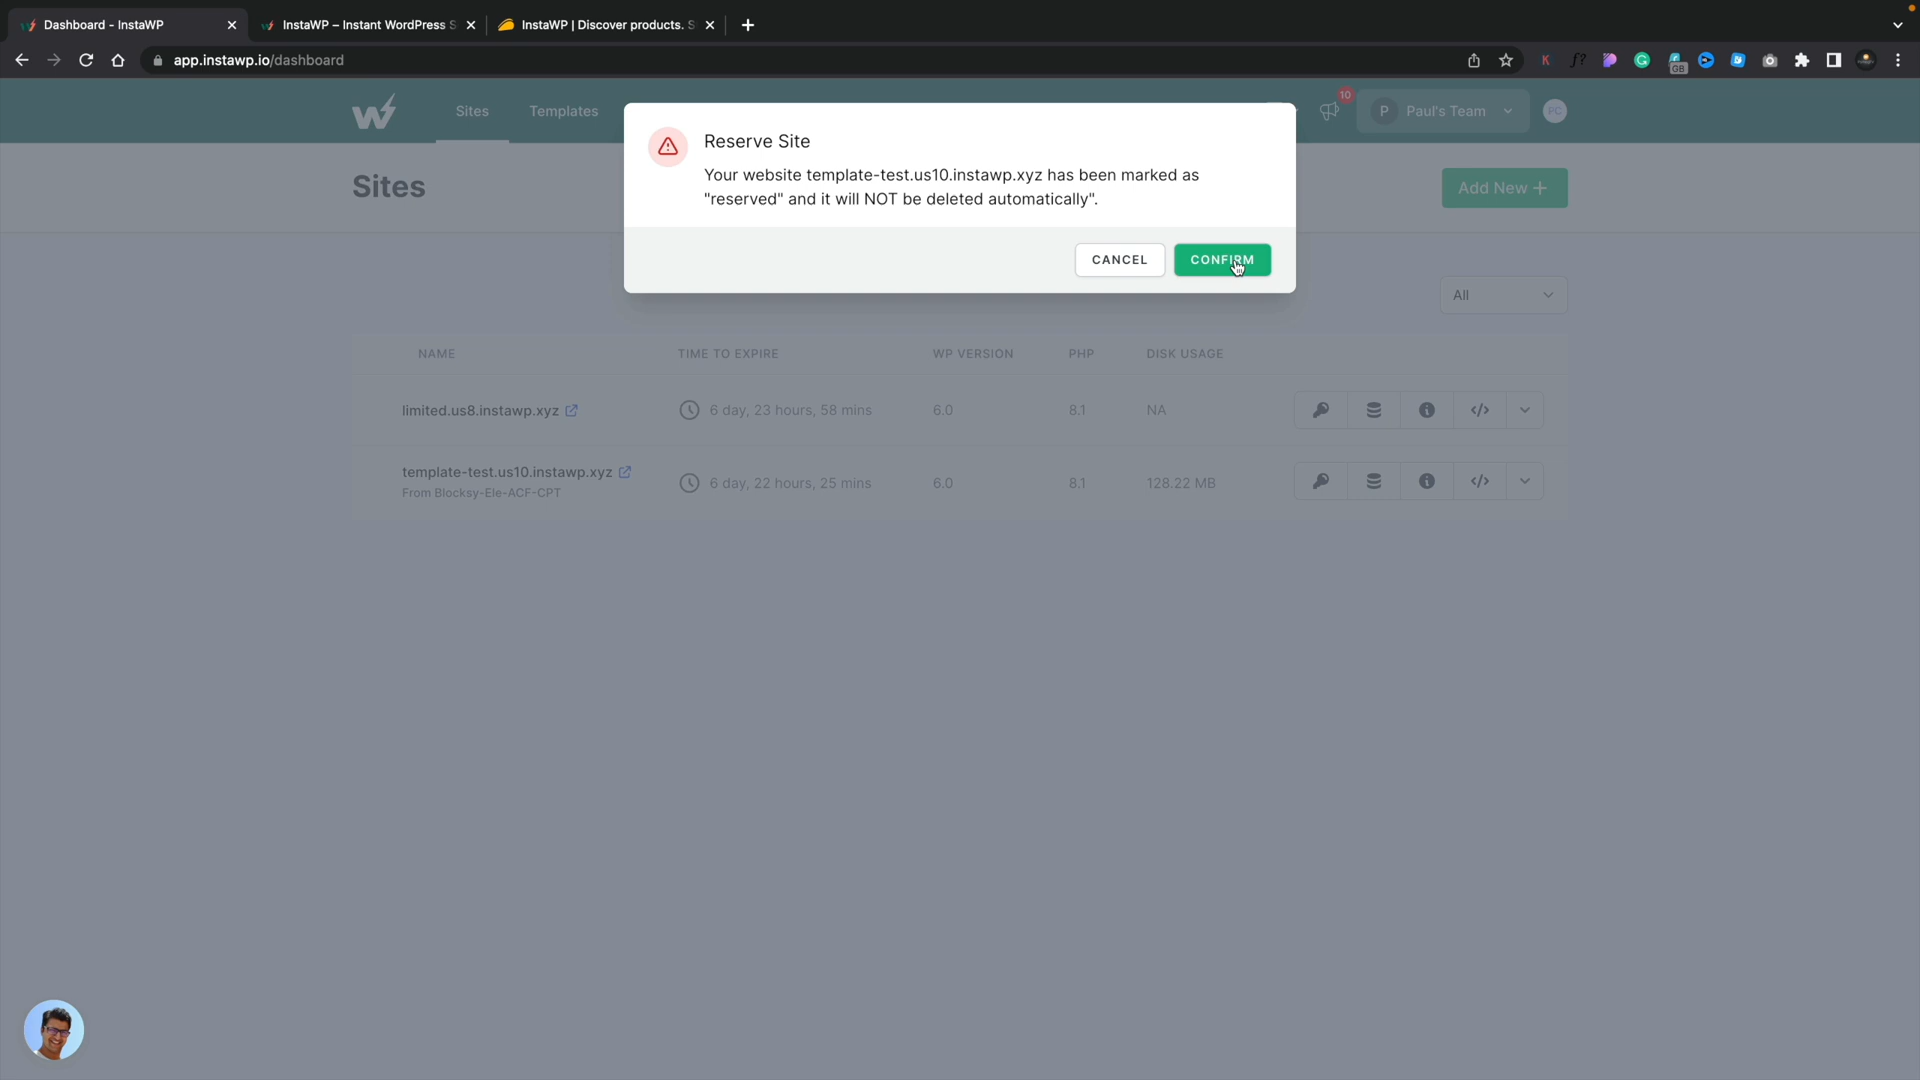 Dashboard - InstaWP
InstaWP – Instant WordPress S
InstaWP | Discover products. S
app.instawp.io/dashboard
GB
Sites
Templates
10
P
Paul's Team
PC
Reserve Site
Your website template-test.us10.instawp.xyz has been marked as
"reserved" and it will NOT be deleted automatically".
CANCEL
CONFIRM
Sites
Add New +
All
NAME
TIME TO EXPIRE
WP VERSION
PHP
DISK USAGE
limited.us8.instawp.xyz
6 day, 23 hours, 58 mins
6.0
8.1
NA
template-test.us10.instawp.xyz
From Blocksy-Ele-ACF-CPT
6 day, 22 hours, 25 mins
6.0
8.1
128.22 MB